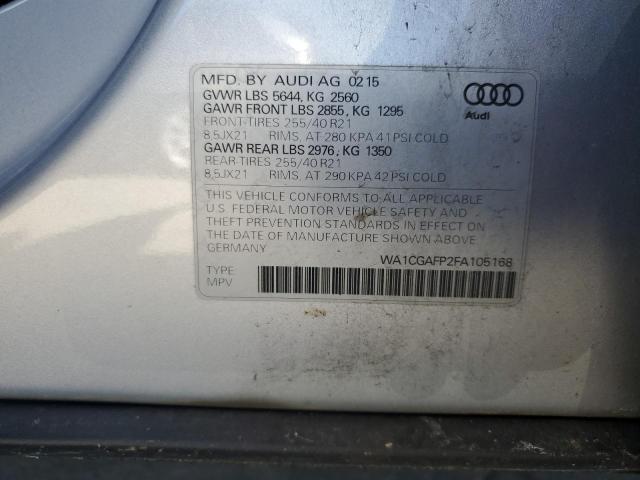 MFD. BY AUDI AG 02 15
GVWR LBS 5644, KG 2560
GAWR FRONT LBS 2855, KG 1295
FRONT TIRES 255/40 R21
8,5JX21 RIMS, AT 280 KPA 41 PSI COLD
GAWR REAR LBS 2976, KG 1350
REAR TIRES 255/40 R21
8,5JX21 RIMS, AT 290 KPA 42 PSI COLD
Audi
THIS VEHICLE CONFORMS TO ALL APPLICABLE
U.S. FEDERAL MOTOR VEHICLE SAFETY AND
THEFT PREVENTION STANDARDS IN EFFECT ON
THE DATE OF MANUFACTURE SHOWN ABOVE.
GERMANY
WA1CGAFP2FA105168
TYPE
MPV